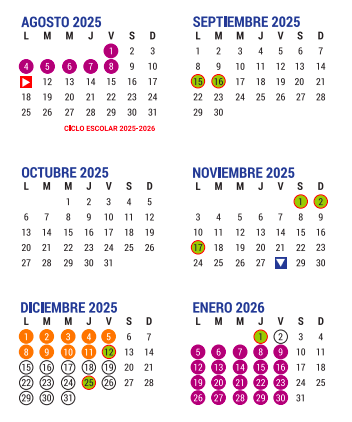 AGOSTO 2025
L M M J V S D
1 2 3
4 5 6 7 8 9 10
12 13 14 15 16 17
18 19 20 21 22 23 24
25 26 27 28 29 30 31
CICLO ESCOLAR 2025-2026
SEPTIEMBRE 2025
L M M J V S D
1 2 3 4 5 6 7
8 9 10 11 12 13 14
15 16 17 18 19 20 21
22 23 24 25 26 27 28
29 30
OCTUBRE 2025
L M M J V S D
1 2 3 4 5
6 7 8 9 10 11 12
13 14 15 16 17 18 19
20 21 22 23 24 25 26
27 28 29 30 31
NOVIEMBRE 2025
L M M J V S D
1 2
3 4 5 6 7 8 9
10 11 12 13 14 15 16
17 18 19 20 21 22 23
24 25 26 27 29 30
DICIEMBRE 2025
L M M J V S D
1 2 3 4 5 6 7
8 9 10 11 12 13 14
15 16 17 18 19 20 21
22 23 24 25 26 27 28
29 30 31
ENERO 2026
L M M J V S D
1 2 3 4
5 6 7 8 9 10 11
12 13 14 15 16 17 18
19 20 21 22 23 24 25
26 27 28 29 30 31